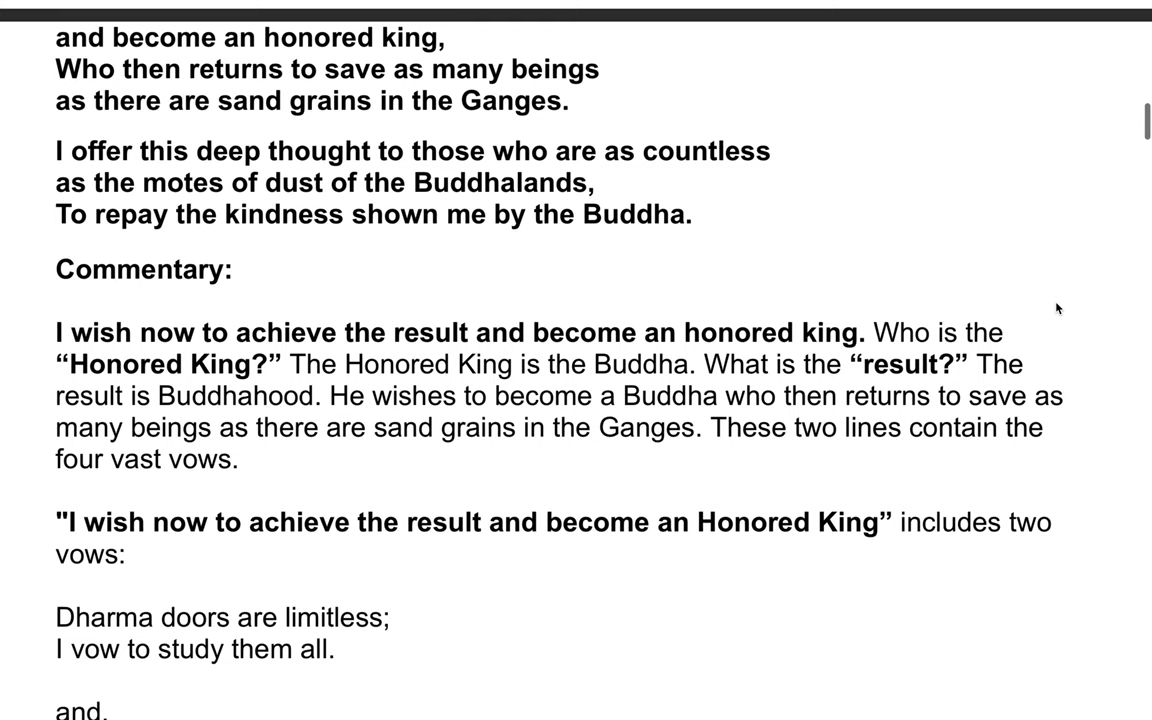 and become an honored king,
Who then returns to save as many beings
as there are sand grains in the Ganges.
I offer this deep thought to those who are as countless
as the motes of dust of the Buddhalands,
To repay the kindness shown me by the Buddha.
Commentary:
I wish now to achieve the result and become an honored king. Who is the
“Honored King?” The Honored King is the Buddha. What is the “result?” The
result is Buddhahood. He wishes to become a Buddha who then returns to save as
many beings as there are sand grains in the Ganges. These two lines contain the
four vast vows.
"I wish now to achieve the result and become an Honored King” includes two
vows:
Dharma doors are limitless;
I vow to study them all.
and,